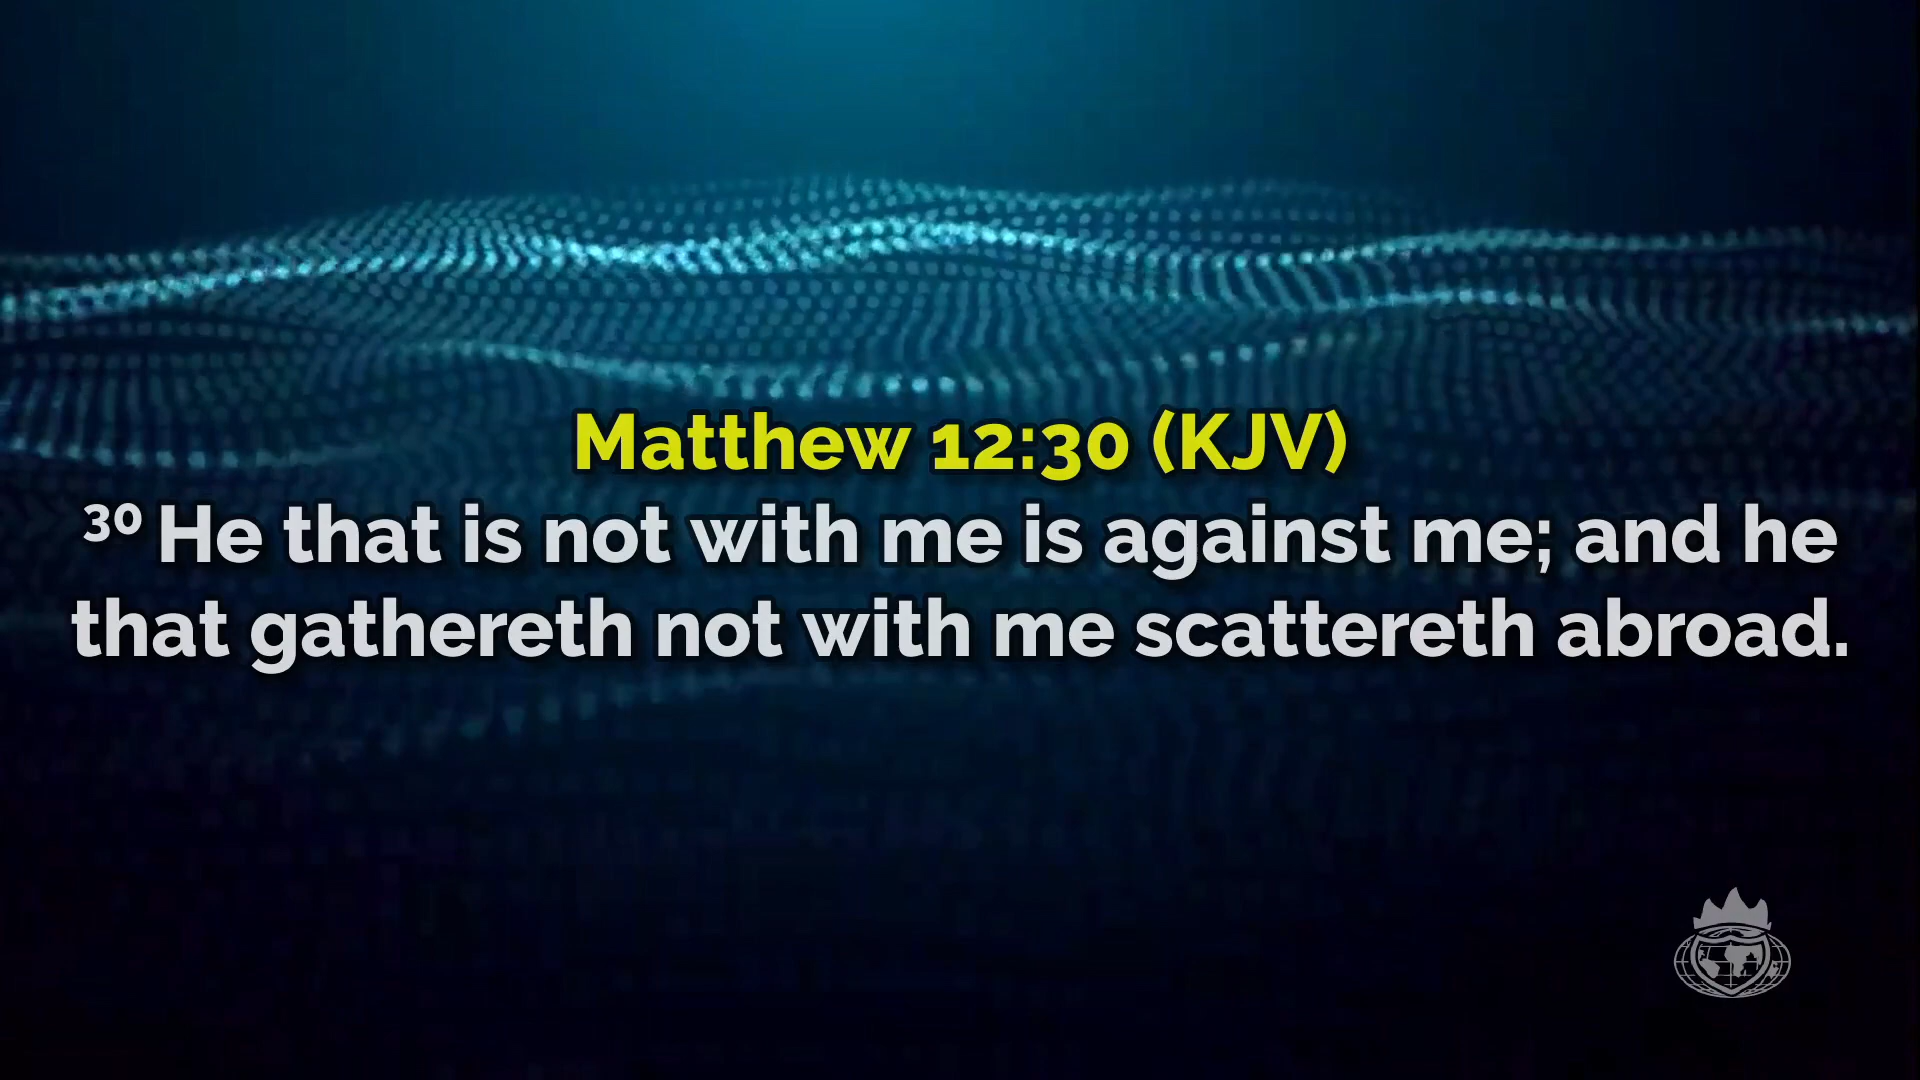 Matthew 12:30 (KJV)
³⁰ He that is not with me is against me; and he
that gathereth not with me scattereth abroad.